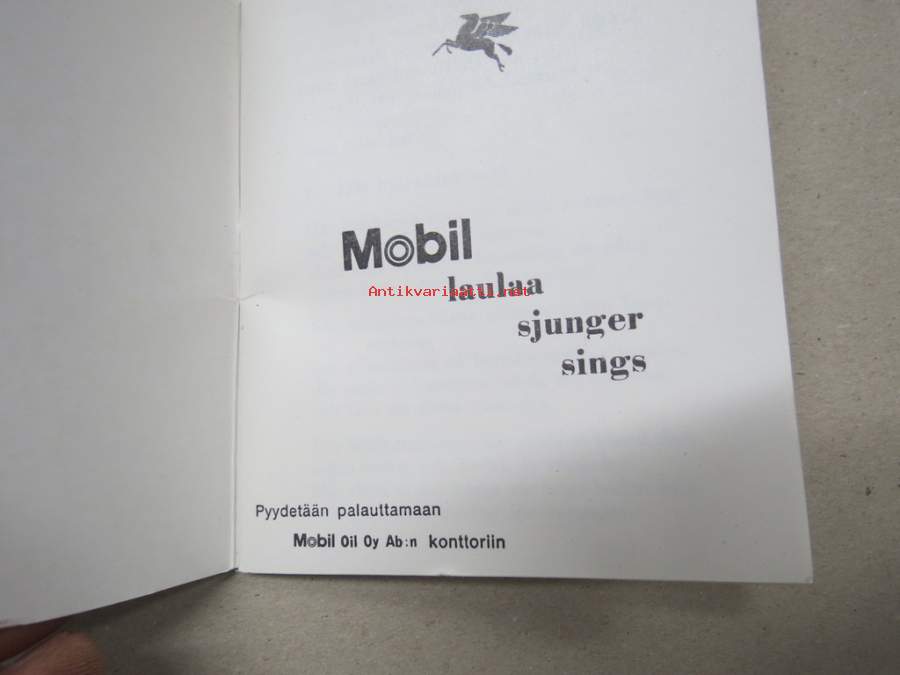 Mobil
laulaa
Antikvariaatti.net
sjunger
sings
Pyydetään palauttamaan
Mobil Oil Oy Ab:n konttoriin